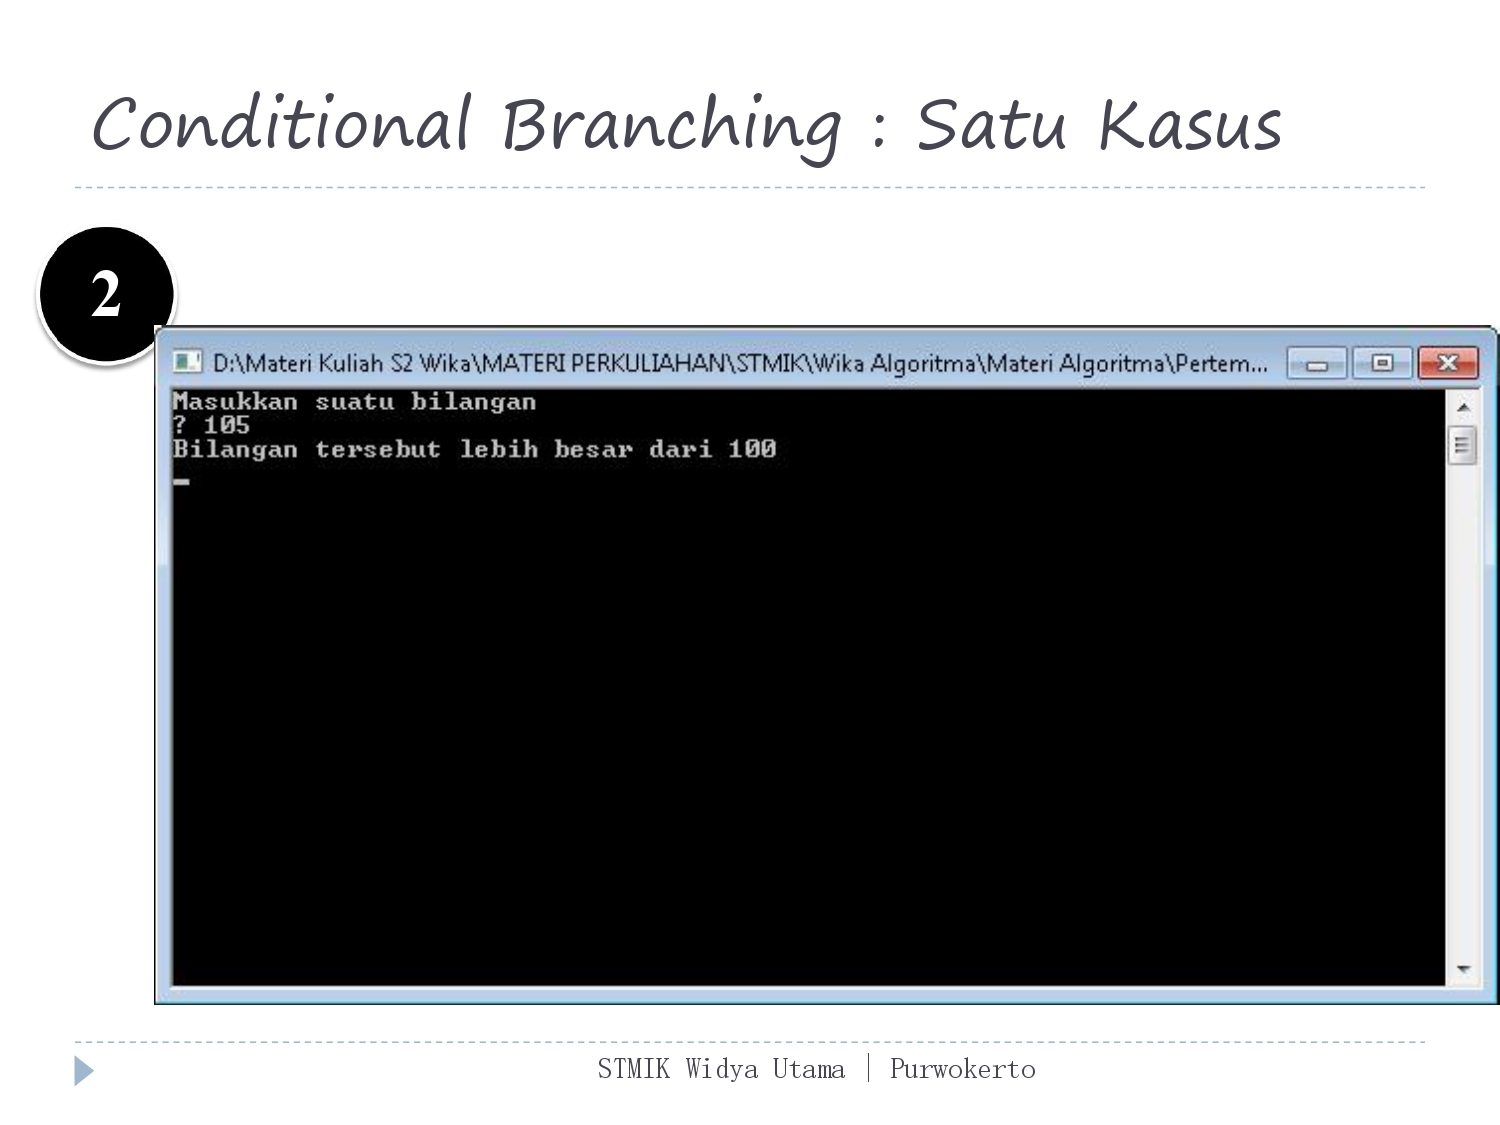 Conditional Branching : Satu Kasus
2
D:\Materi Kuliah S2 Wika\MATERI PERKULIAHAN\STMIK\Wika Algoritma\Materi Algoritma\Pertem...
Masukkan suatu bilangan
? 105
Bilangan tersebut lebih besar dari 100
STMIK Widya Utama | Purwokerto